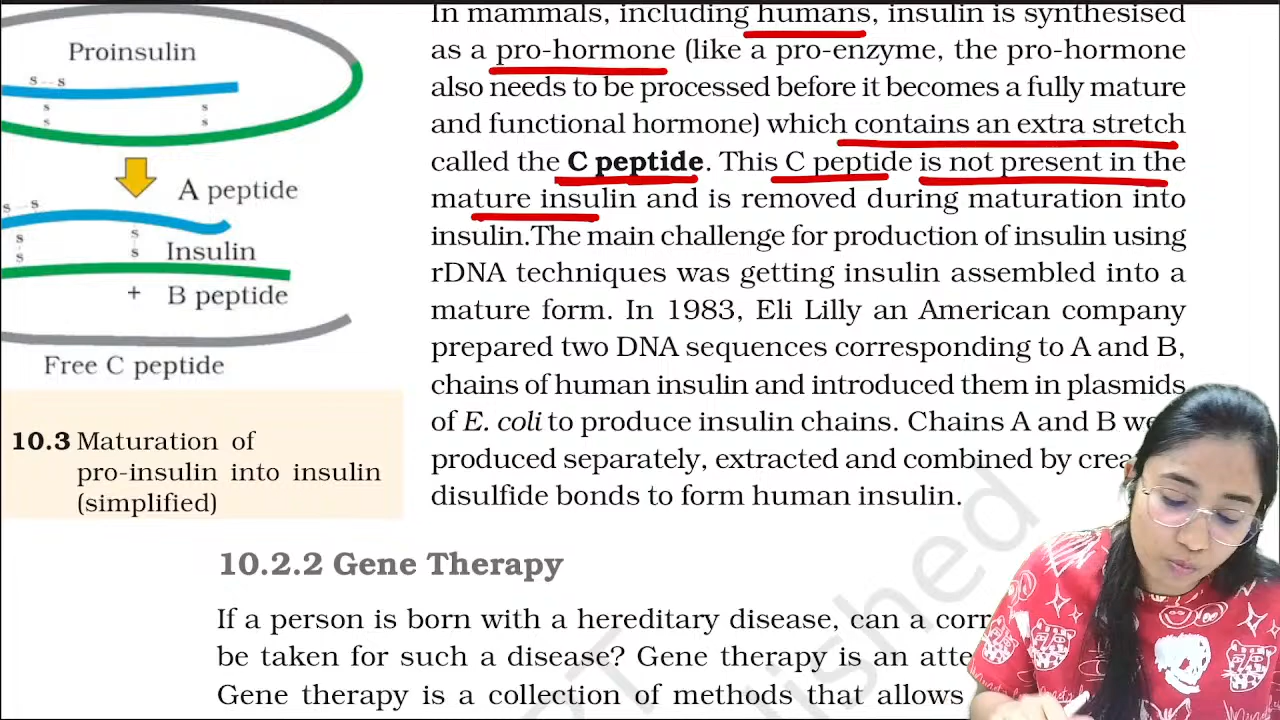 Proinsulin
s--s
s s
s s
A peptide
s--s
s s
s s
Insulin
+ B peptide
Free C peptide
10.3 Maturation of
pro-insulin into insulin
(simplified)
In mammals, including humans, insulin is synthesised
as a pro-hormone (like a pro-enzyme, the pro-hormone
also needs to be processed before it becomes a fully mature
and functional hormone) which contains an extra stretch
called the C peptide. This C peptide is not present in the
mature insulin and is removed during maturation into
insulin.The main challenge for production of insulin using
rDNA techniques was getting insulin assembled into a
mature form. In 1983, Eli Lilly an American company
prepared two DNA sequences corresponding to A and B,
chains of human insulin and introduced them in plasmids
of E. coli to produce insulin chains. Chains A and B
produced separately, extracted and combined by
disulfide bonds to form human insulin.
10.2.2 Gene Therapy
If a person is born with a hereditary disease, can a
be taken for such a disease? Gene therapy is an
Gene therapy is a collection of methods that allows